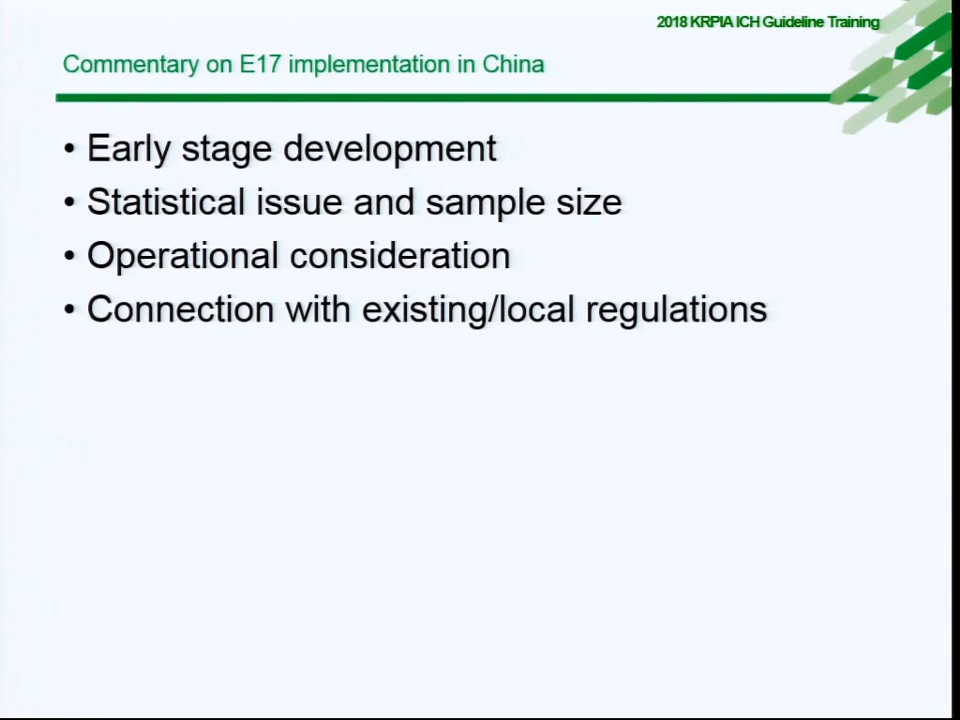 2018 KRPIA ICH Guideline Training
Commentary on E17 implementation in China
• Early stage development
• Statistical issue and sample size
• Operational consideration
• Connection with existing/local regulations